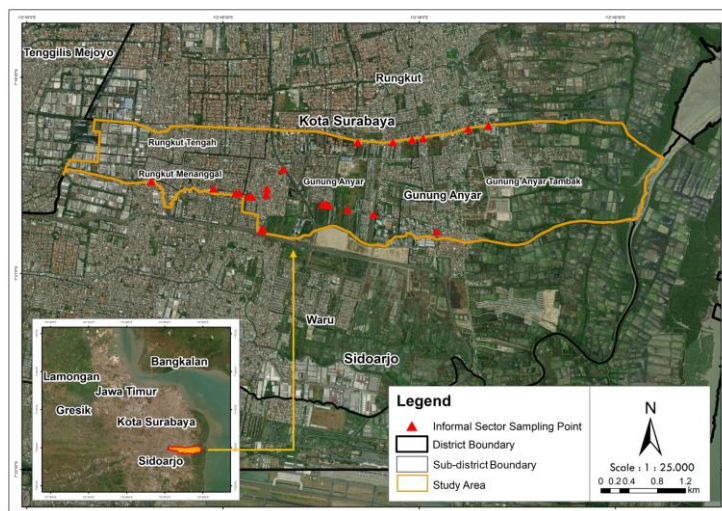 Tenggilis Mejoyo
Rungkut
Kota Surabaya
Rungkut Tengah
Rungkut Menanggal
Gunung Anyar
Gunung Anyar
Gunung Anyar Tambak
Waru
Sidoarjo
Bangkalan
Lamongan
Jawa Timur
Gresik
Kota Surabaya
Sidoarjo
Legend
Informal Sector Sampling Point
District Boundary
Sub-district Boundary
Study Area
N
Scale : 1 : 25.000
0 0.2 0.4 0.8 1.2
km